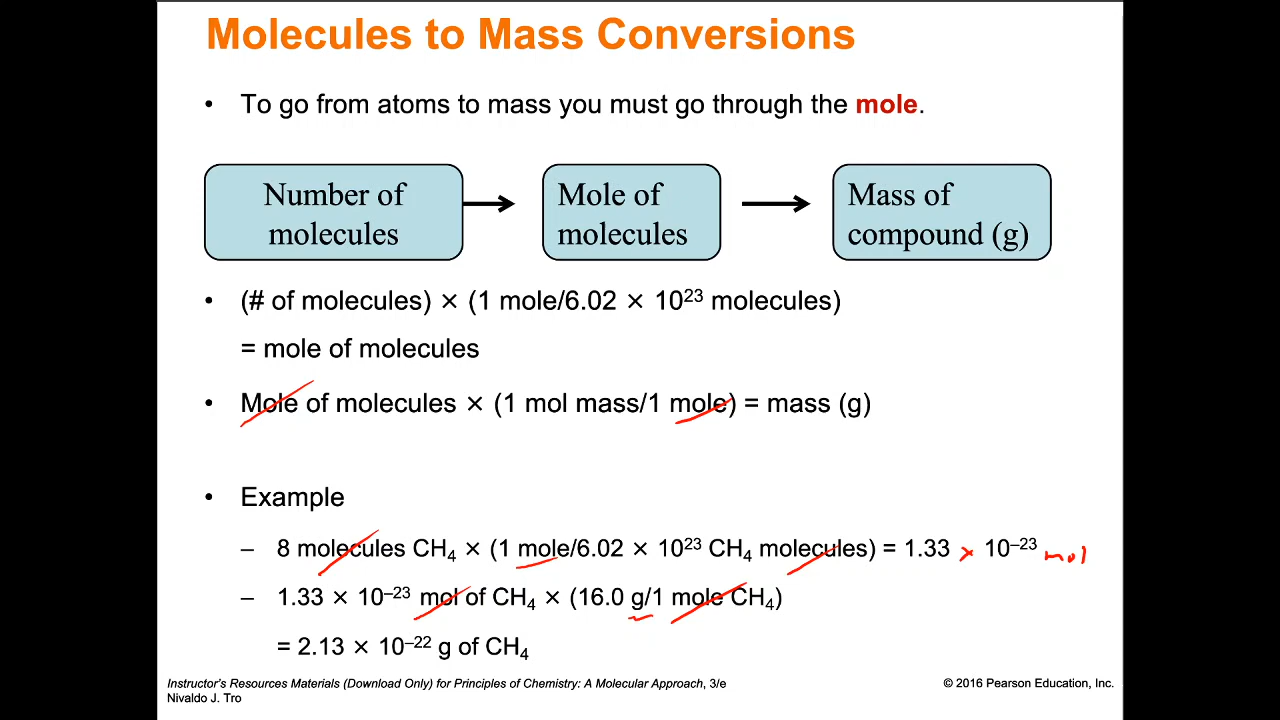 Molecules to Mass Conversions
• To go from atoms to mass you must go through the mole.
Number of
molecules
Mole of
molecules
Mass of
compound (g)
• (# of molecules) × (1 mole/6.02 × 10²³ molecules)
= mole of molecules
• Mole of molecules × (1 mol mass/1 mole) = mass (g)
• Example
– 8 molecules CH₄ × (1 mole/6.02 × 10²³ CH₄ molecules) = 1.33 × 10⁻²³ mol
– 1.33 × 10⁻²³ mol of CH₄ × (16.0 g/1 mole CH₄)
= 2.13 × 10⁻²² g of CH₄
Instructor's Resources Materials (Download Only) for Principles of Chemistry: A Molecular Approach, 3/e
Nivaldo J. Tro
© 2016 Pearson Education, Inc.